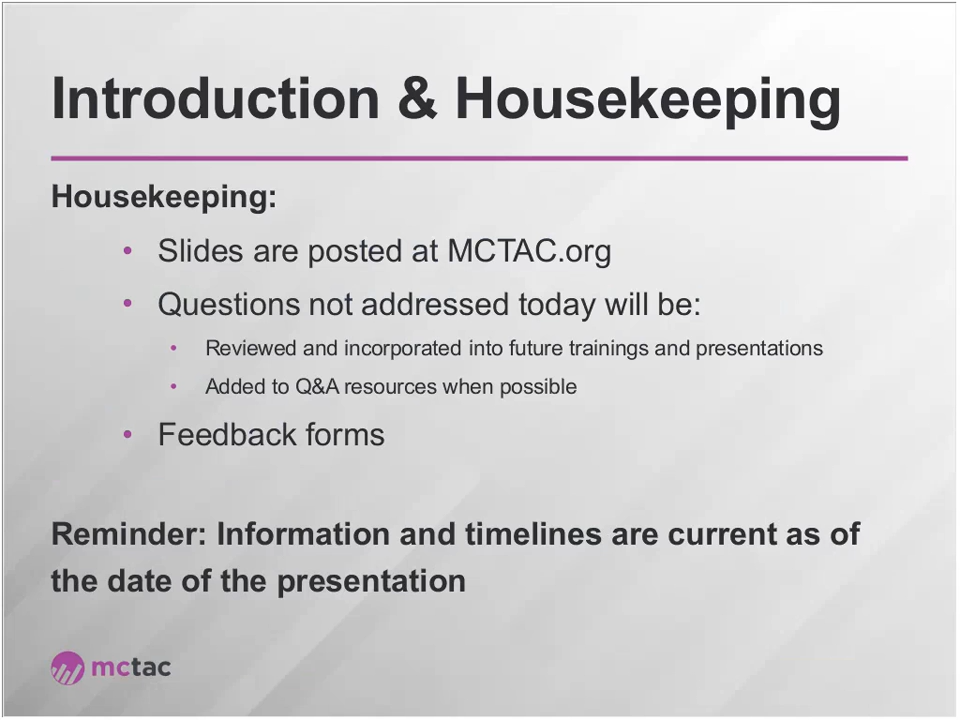 Introduction & Housekeeping
Housekeeping:
• Slides are posted at MCTAC.org
• Questions not addressed today will be:
• Reviewed and incorporated into future trainings and presentations
• Added to Q&A resources when possible
• Feedback forms
Reminder: Information and timelines are current as of
the date of the presentation
mctac